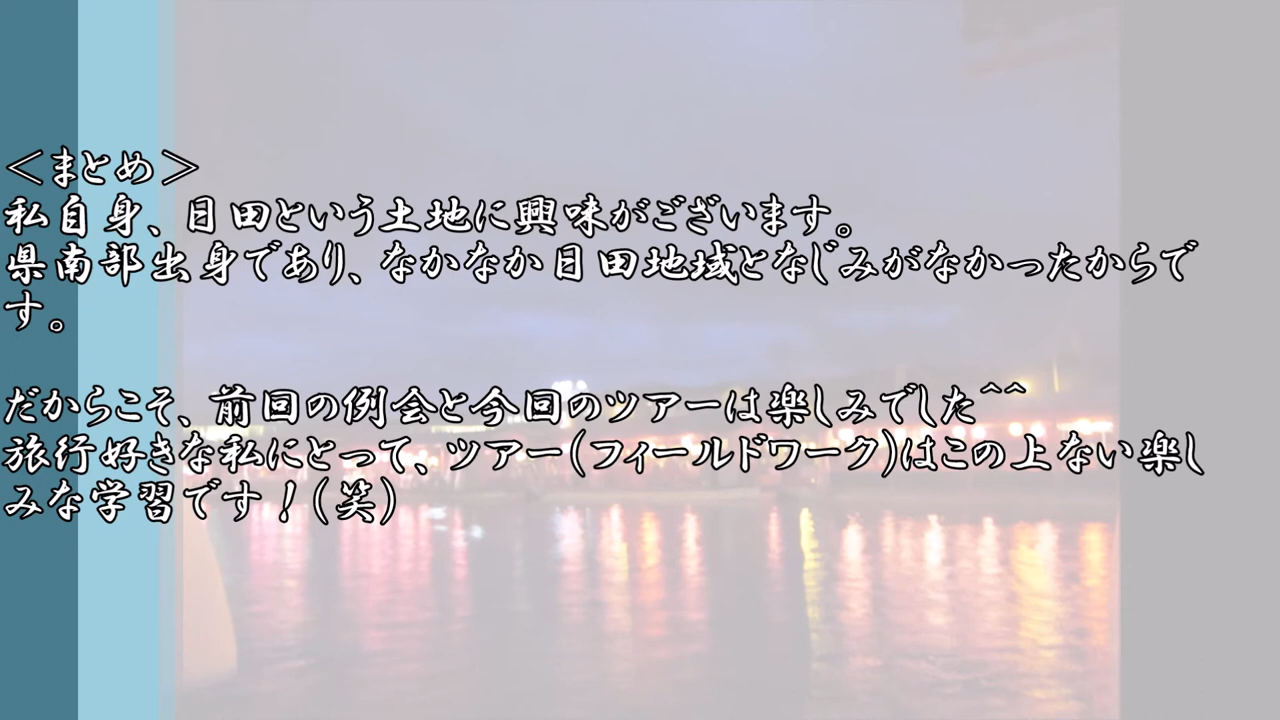 ＜まとめ＞
私自身、日田という土地に興味がございます。
県南部出身であり、なかなか日田地域となじみがなかったからで
す。
だからこそ、前回の例会と今回のツアーは楽しみでした^^
旅行好きな私にとって、ツアー(フィールドワーク)はこの上ない楽し
みな学習です！(笑)